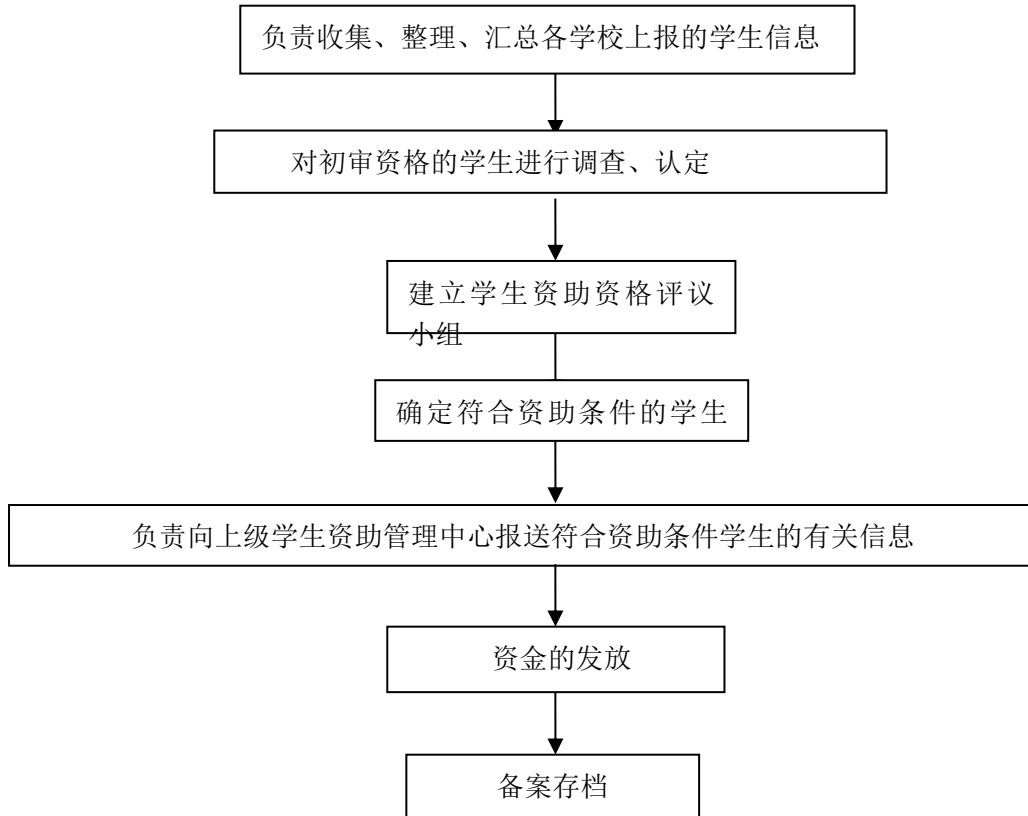 负责收集、整理、汇总各学校上报的学生信息
对初审资格的学生进行调查、认定
建立学生资助资格评议
小组
确定符合资助条件的学生
负责向上级学生资助管理中心报送符合资助条件学生的有关信息
资金的发放
备案存档